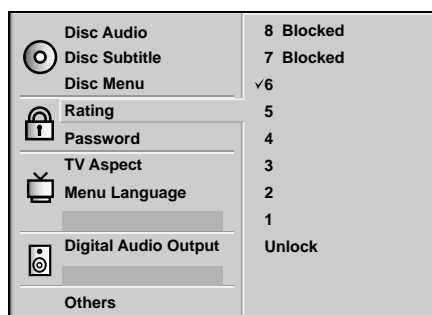 Disc Audio
Disc Subtitle
Disc Menu
Rating
Password
TV Aspect
Menu Language
Digital Audio Output
Others
8 Blocked
7 Blocked
✓6
5
4
3
2
1
Unlock